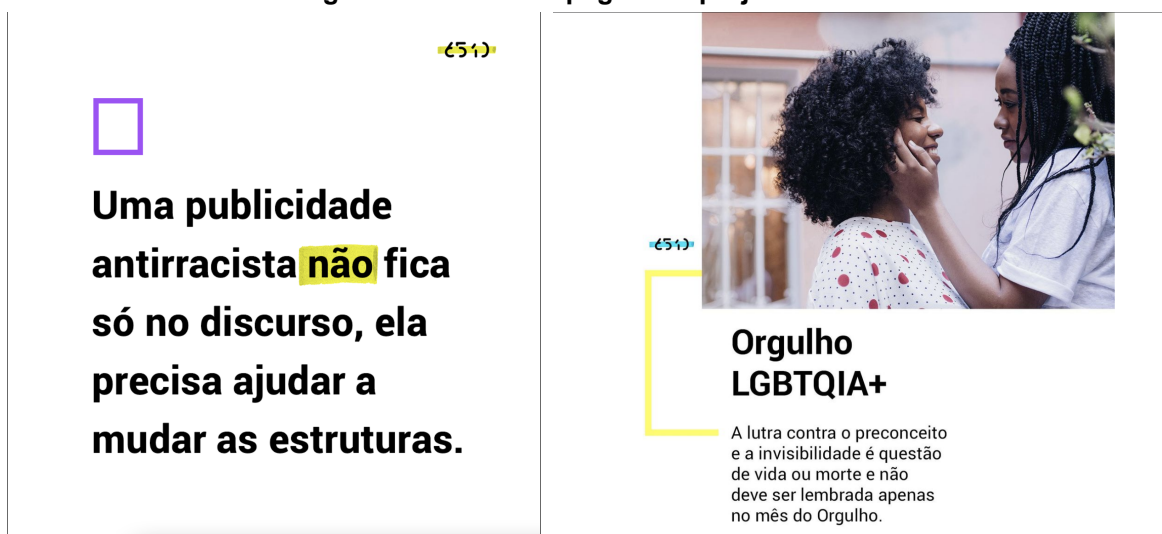 Uma publicidade
antirracista não fica
só no discurso, ela
precisa ajudar a
mudar as estruturas.
Orgulho
LGBTQIA+
A lutra contra o preconceito
e a invisibilidade é questão
de vida ou morte e não
deve ser lembrada apenas
no mês do Orgulho.